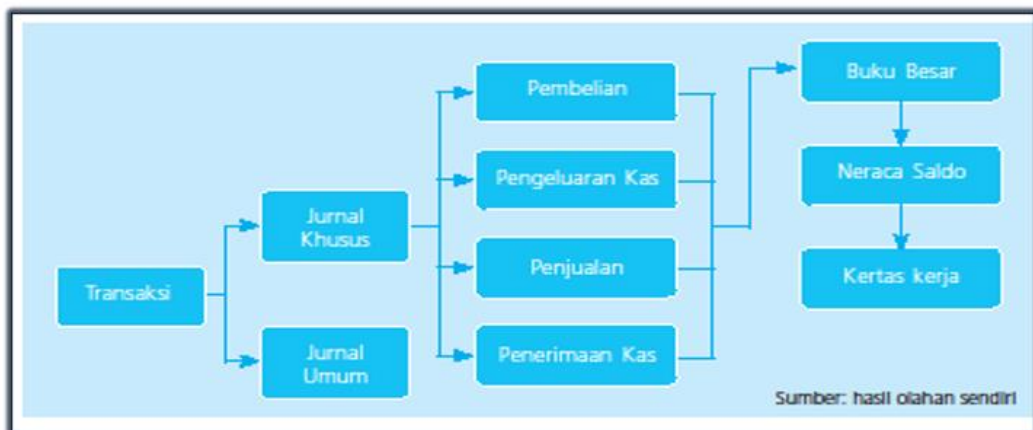 Transaksi
Jurnal
Khusus
Jurnal
Umum
Pembelian
Pengeluaran Kas
Penjualan
Penerimaan Kas
Buku Besar
Neraca Saldo
Kertas kerja
Sumber: hasil olahan sendiri